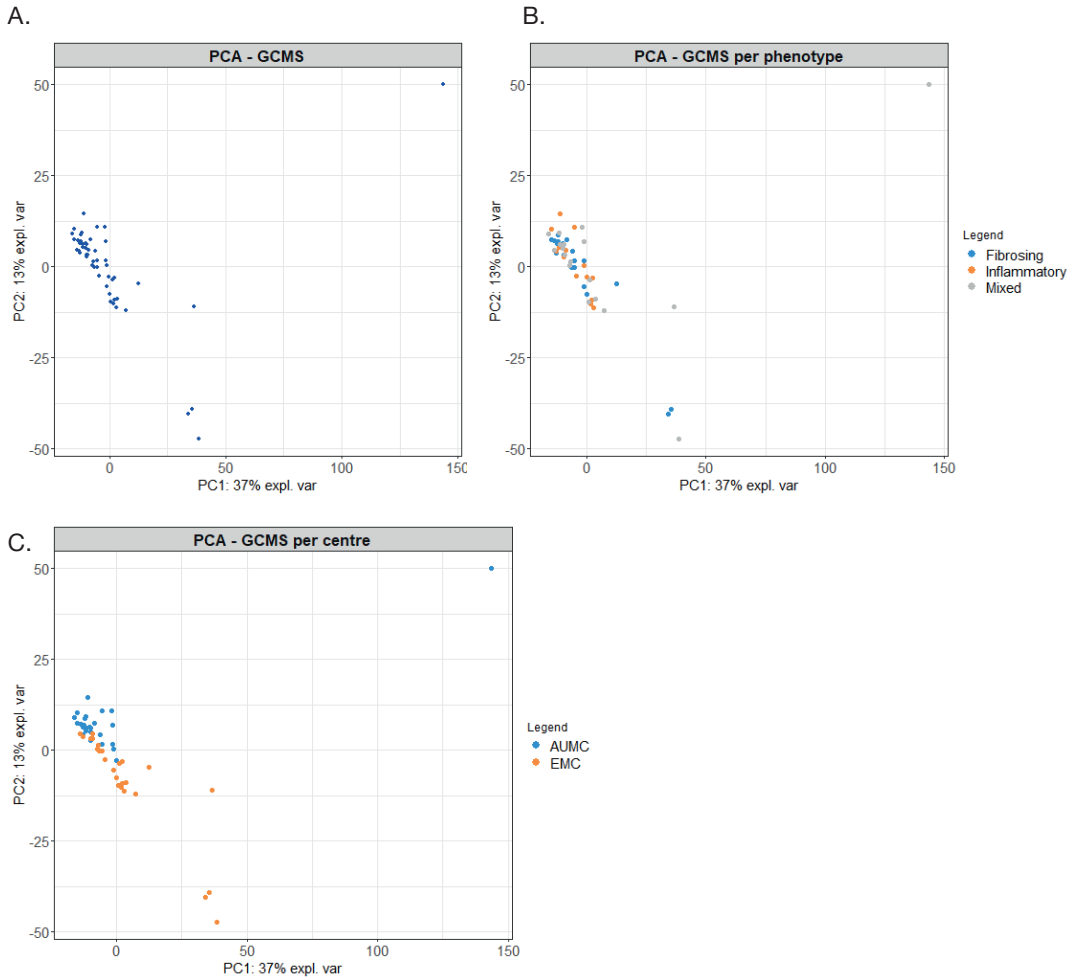 A.
PCA - GCMS
50
25
0
-25
-50
0
50
100
150
PC2: 13% expl. var
PC1: 37% expl. var
B.
PCA - GCMS per phenotype
50
25
0
-25
-50
0
50
100
150
PC2: 13% expl. var
PC1: 37% expl. var
Legend
Fibrosing
Inflammatory
Mixed
C.
PCA - GCMS per centre
50
25
0
-25
-50
0
50
100
150
PC2: 13% expl. var
PC1: 37% expl. var
Legend
AUMC
EMC